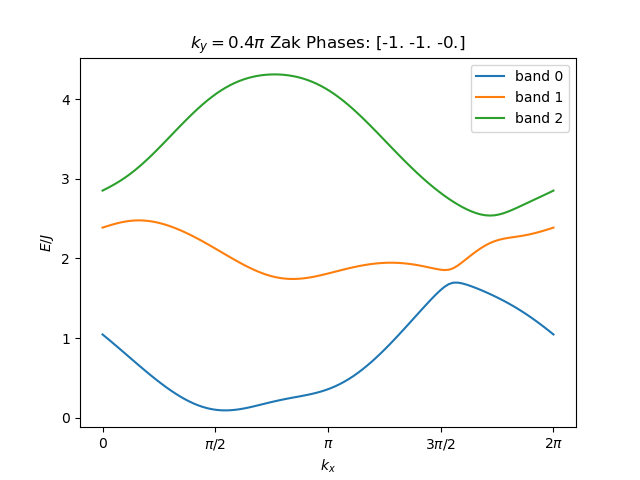 k_y = 0.4π Zak Phases: [-1. -1. -0.]
band 0
band 1
band 2
E/J
4
3
2
1
0
0 π/2 π 3π/2 2π
k_x